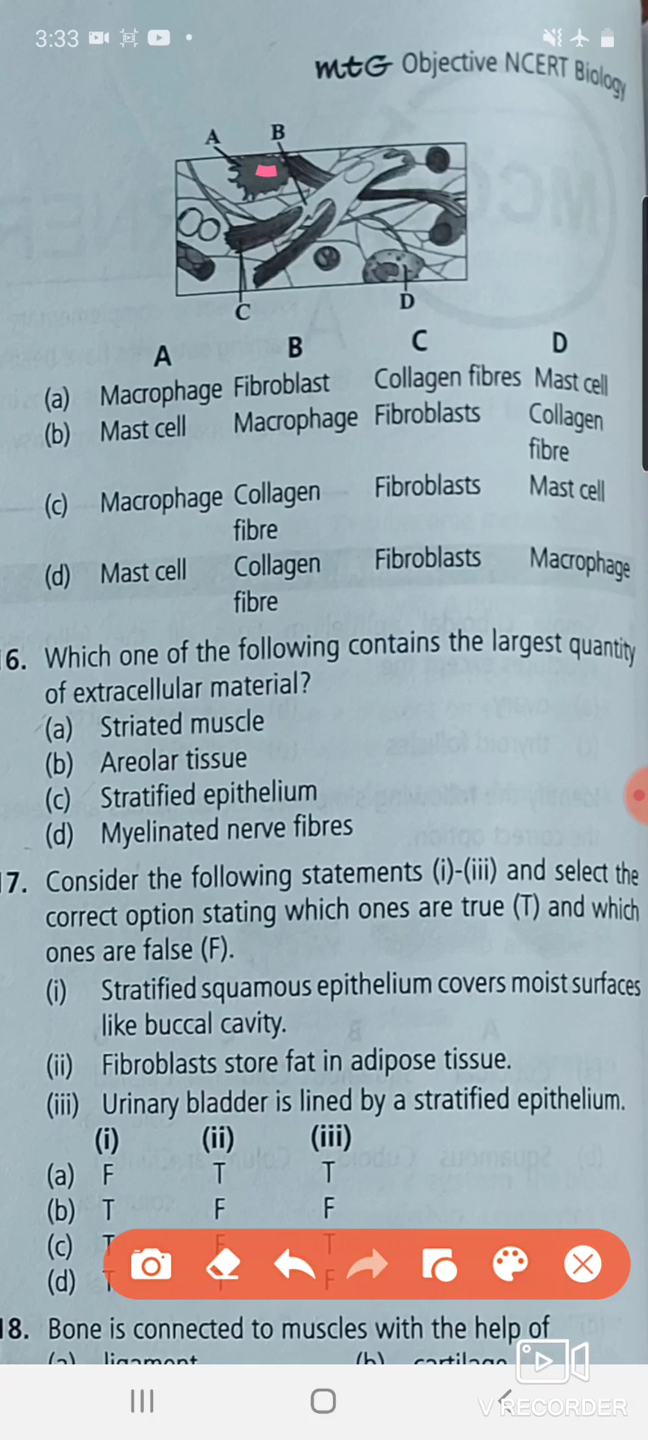 3:33
mtG Objective NCERT Biology
A B
C D
A B C D
(a) Macrophage Fibroblast Collagen fibres Mast cell
(b) Mast cell Macrophage Fibroblasts Collagen
fibre
(c) Macrophage Collagen Fibroblasts Mast cell
fibre
(d) Mast cell Collagen Fibroblasts Macrophage
fibre
16. Which one of the following contains the largest quantity
of extracellular material?
(a) Striated muscle
(b) Areolar tissue
(c) Stratified epithelium
(d) Myelinated nerve fibres
17. Consider the following statements (i)-(iii) and select the
correct option stating which ones are true (T) and which
ones are false (F).
(i) Stratified squamous epithelium covers moist surfaces
like buccal cavity.
(ii) Fibroblasts store fat in adipose tissue.
(iii) Urinary bladder is lined by a stratified epithelium.
(i) (ii) (iii)
(a) F T T
(b) T F F
(c) T F T
(d) T F
18. Bone is connected to muscles with the help of
(a) ligament (b) cartilage
V RECORDER